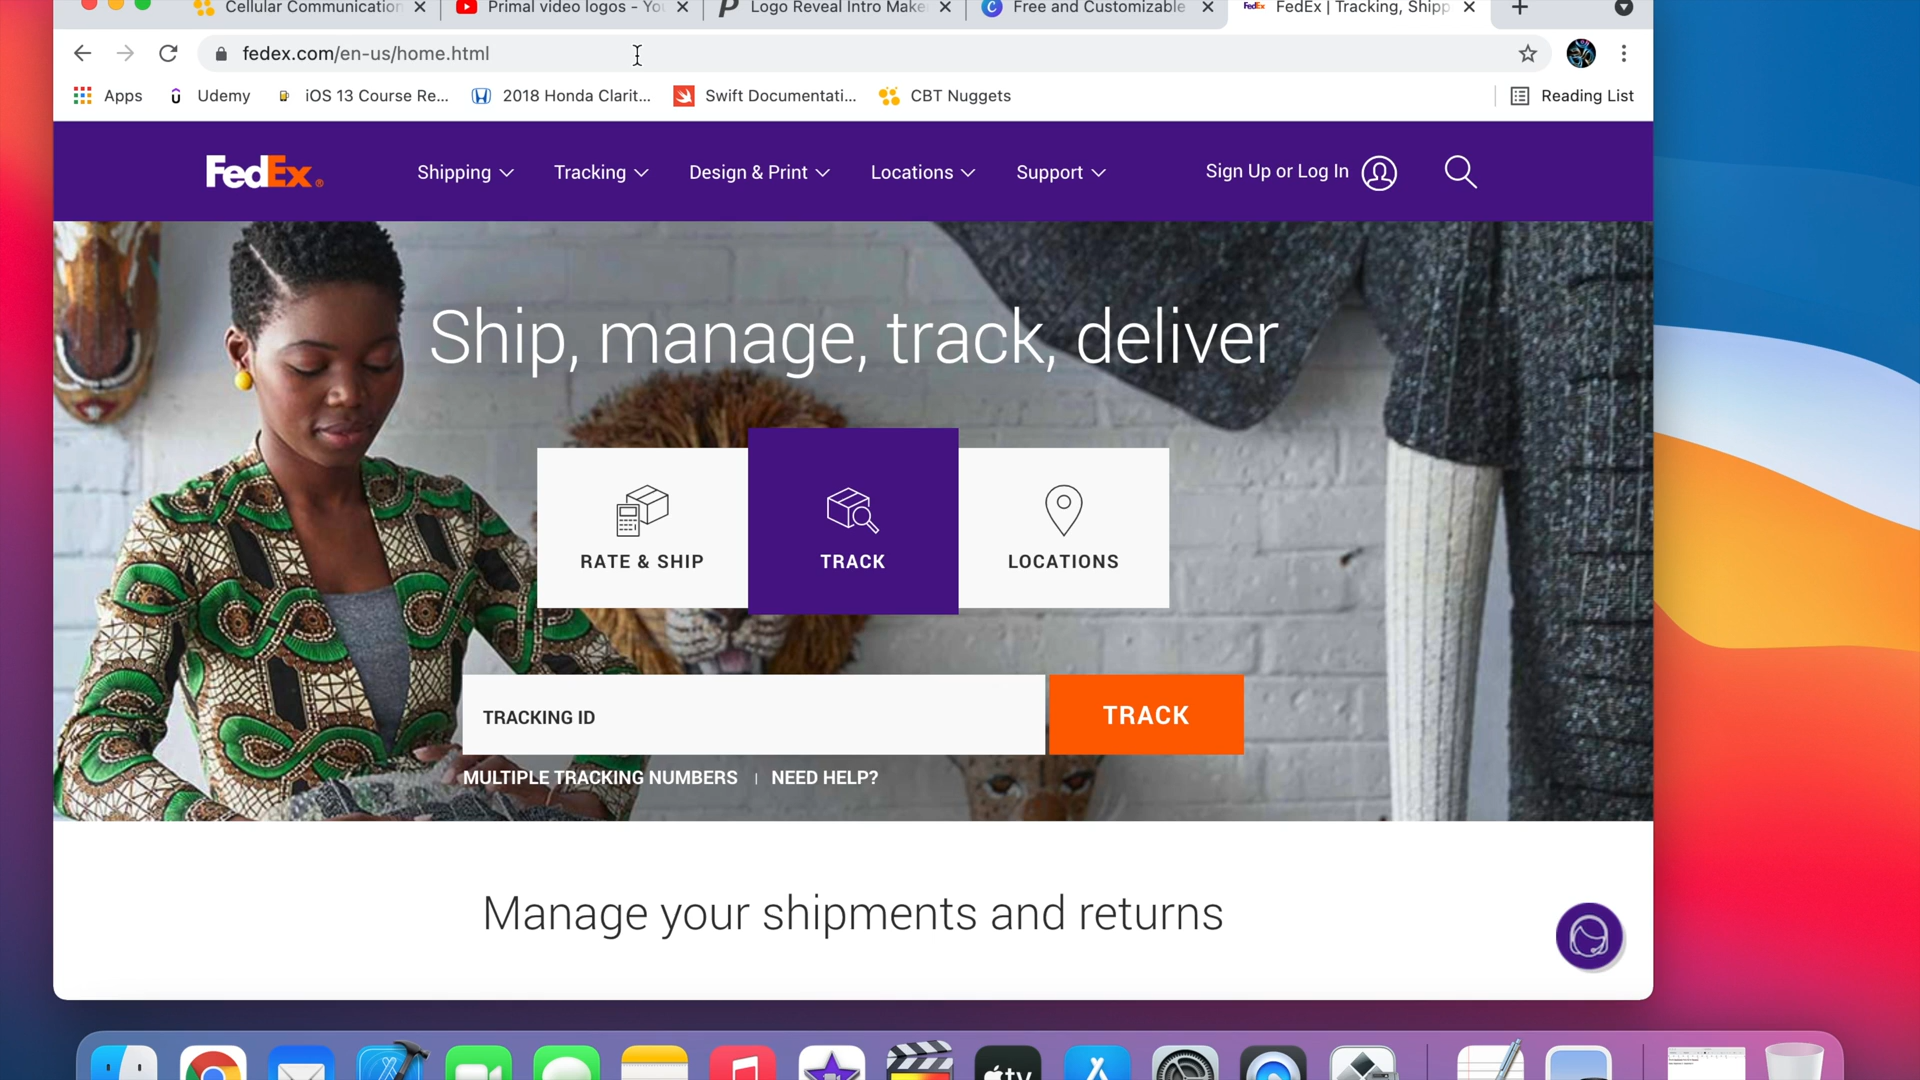 Cellular Communication
Primal video logos - Yo
Logo Reveal Intro Make
Free and Customizable
FedEx
FedEx | Tracking, Shipp
fedex.com/en-us/home.html
Apps
Udemy
iOS 13 Course Re...
2018 Honda Clarit...
Swift Documentati...
CBT Nuggets
Reading List
FedEx
Shipping
Tracking
Design & Print
Locations
Support
Sign Up or Log In
Ship, manage, track, deliver
RATE & SHIP
TRACK
LOCATIONS
TRACKING ID
TRACK
MULTIPLE TRACKING NUMBERS | NEED HELP?
Manage your shipments and returns
tv